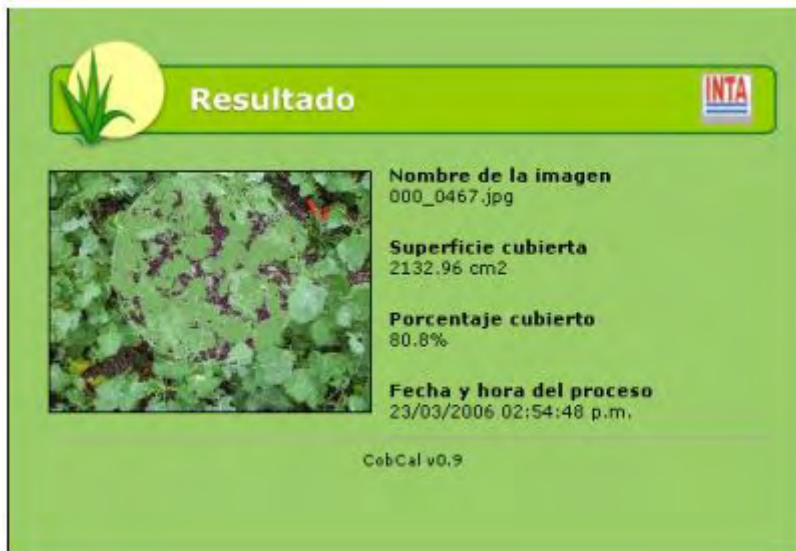 Resultado
INTA
Nombre de la imagen
000_0467.jpg
Superficie cubierta
2132.96 cm2
Porcentaje cubierto
80.8%
Fecha y hora del proceso
23/03/2006 02:54:48 p.m.
CobCal v0.9